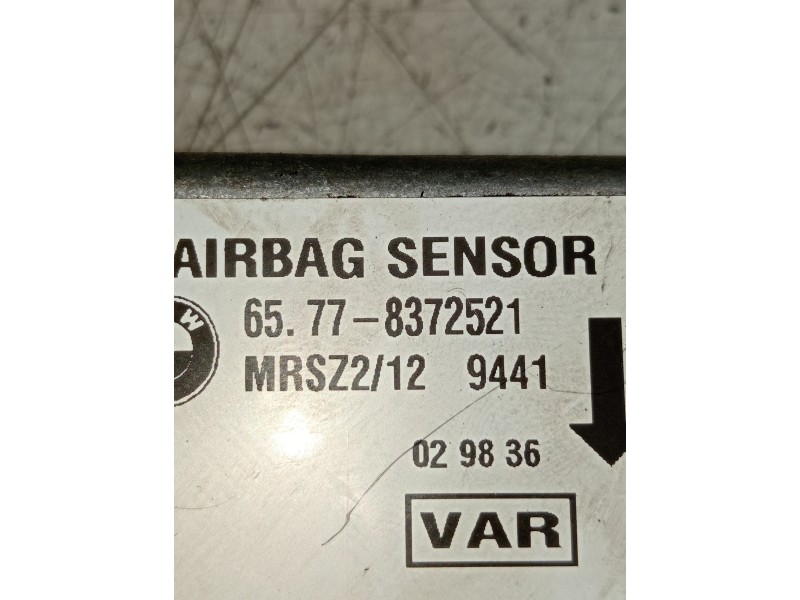 AIRBAG SENSOR
65. 77-8372521
MRSZ2/12 9441
02 98 36
VAR